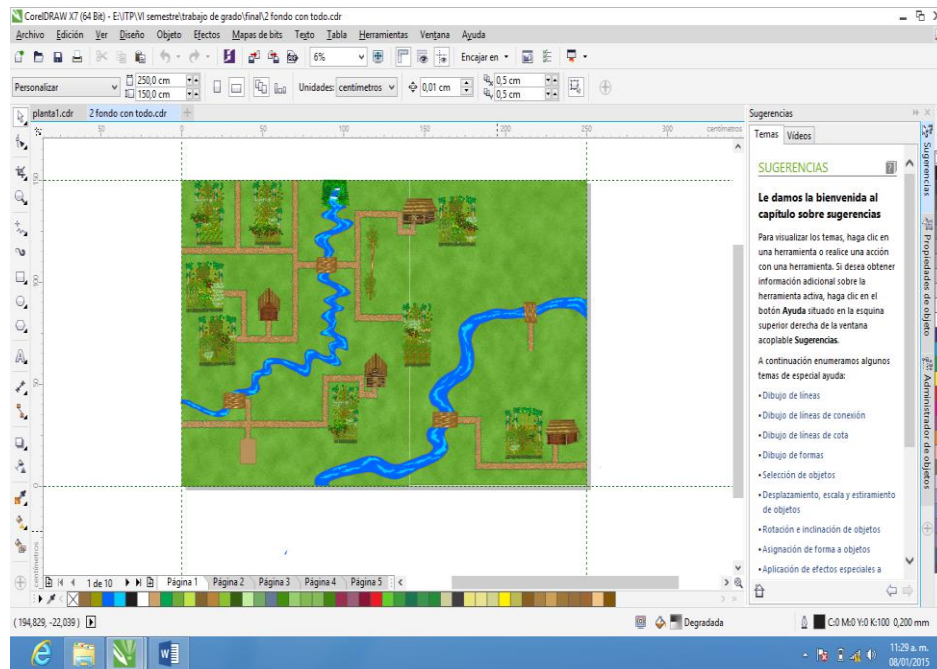 CorelDRAW X7 (64 Bit) - E:\ITP\VI semestre\trabajo de grado\final\2 fondo con todo.cdr
Archivo Edición Ver Diseño Objeto Efectos Mapas de bits Texto Tabla Herramientas Ventana Ayuda
6% Encajar en
Personalizar 250,0 cm 150,0 cm Unidades: centímetros 0,01 cm 0,5 cm 0,5 cm
planta1.cdr 2 fondo con todo.cdr
50 0 50 100 150 200 250 300 centímetros
150
100
50
0
centímetros
Sugerencias
Temas Vídeos
SUGERENCIAS
Le damos la bienvenida al
capítulo sobre sugerencias
Para visualizar los temas, haga clic en
una herramienta o realice una acción
con una herramienta. Si desea obtener
información adicional sobre la
herramienta activa, haga clic en el
botón Ayuda situado en la esquina
superior derecha de la ventana
acoplable Sugerencias.
A continuación enumeramos algunos
temas de especial ayuda:
•Dibujo de líneas
•Dibujo de líneas de conexión
•Dibujo de líneas de cota
•Dibujo de formas
•Selección de objetos
•Desplazamiento, escala y estiramiento
de objetos
•Rotación e inclinación de objetos
•Asignación de forma a objetos
•Aplicación de efectos especiales a
Sugerencias
Propiedades de objeto
Administrador de objetos
1 de 10 Página 1 Página 2 Página 3 Página 4 Página 5
( 194,829, -22,039 ) Degradada C:0 M:0 Y:0 K:100 0,200 mm
11:29 a. m.
08/01/2015